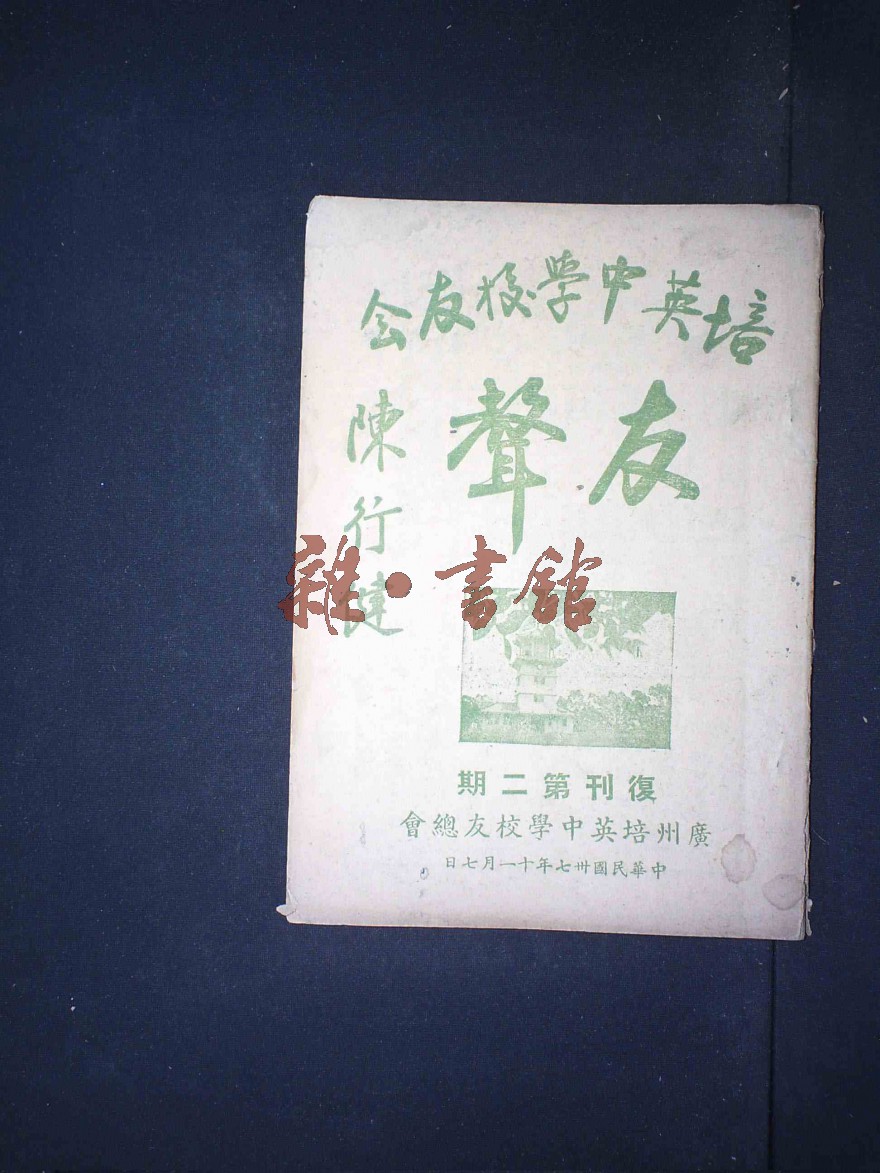 培英中學校友会
友聲
陳行健
雜·書館
復刊第二期
廣州培英中學校友總會
中華民國卅七年十一月七日